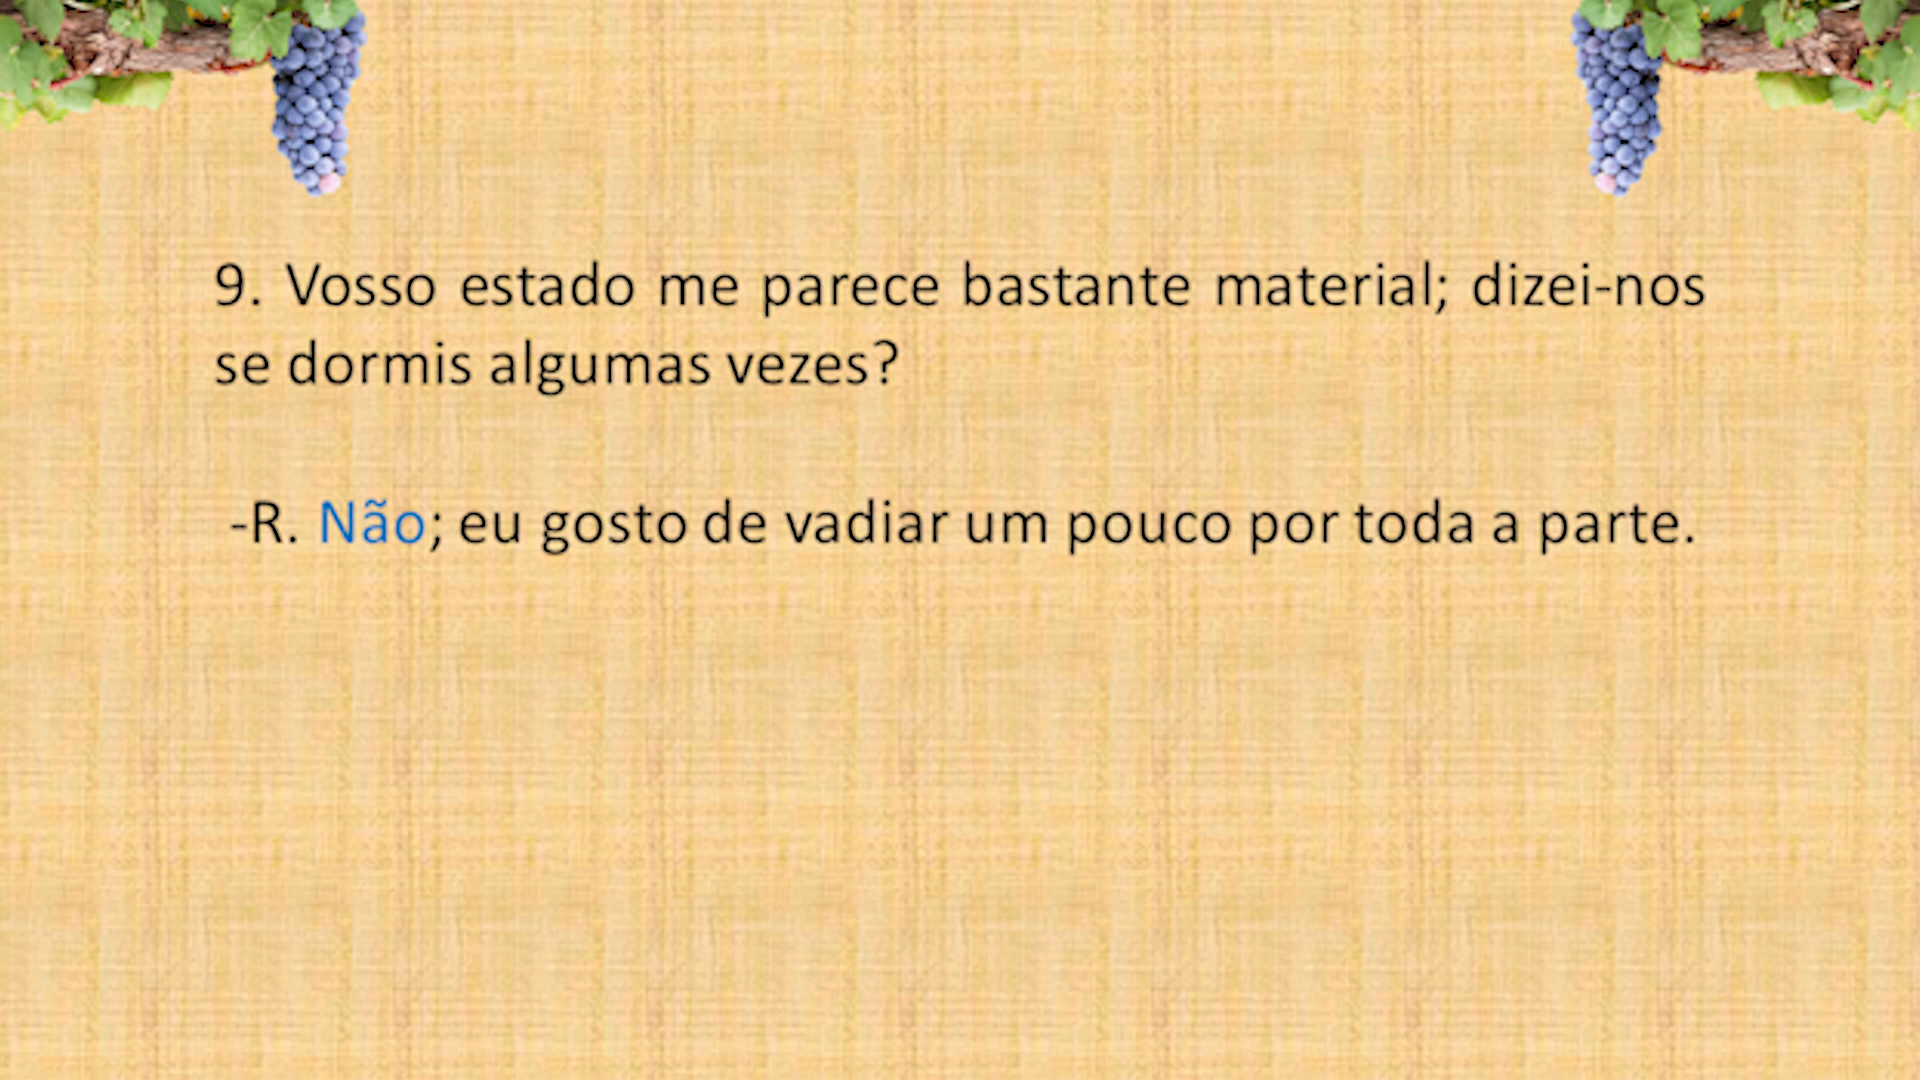 9. Vosso estado me parece bastante material; dizei-nos
se dormis algumas vezes?
-R. Não; eu gosto de vadiar um pouco por toda a parte.